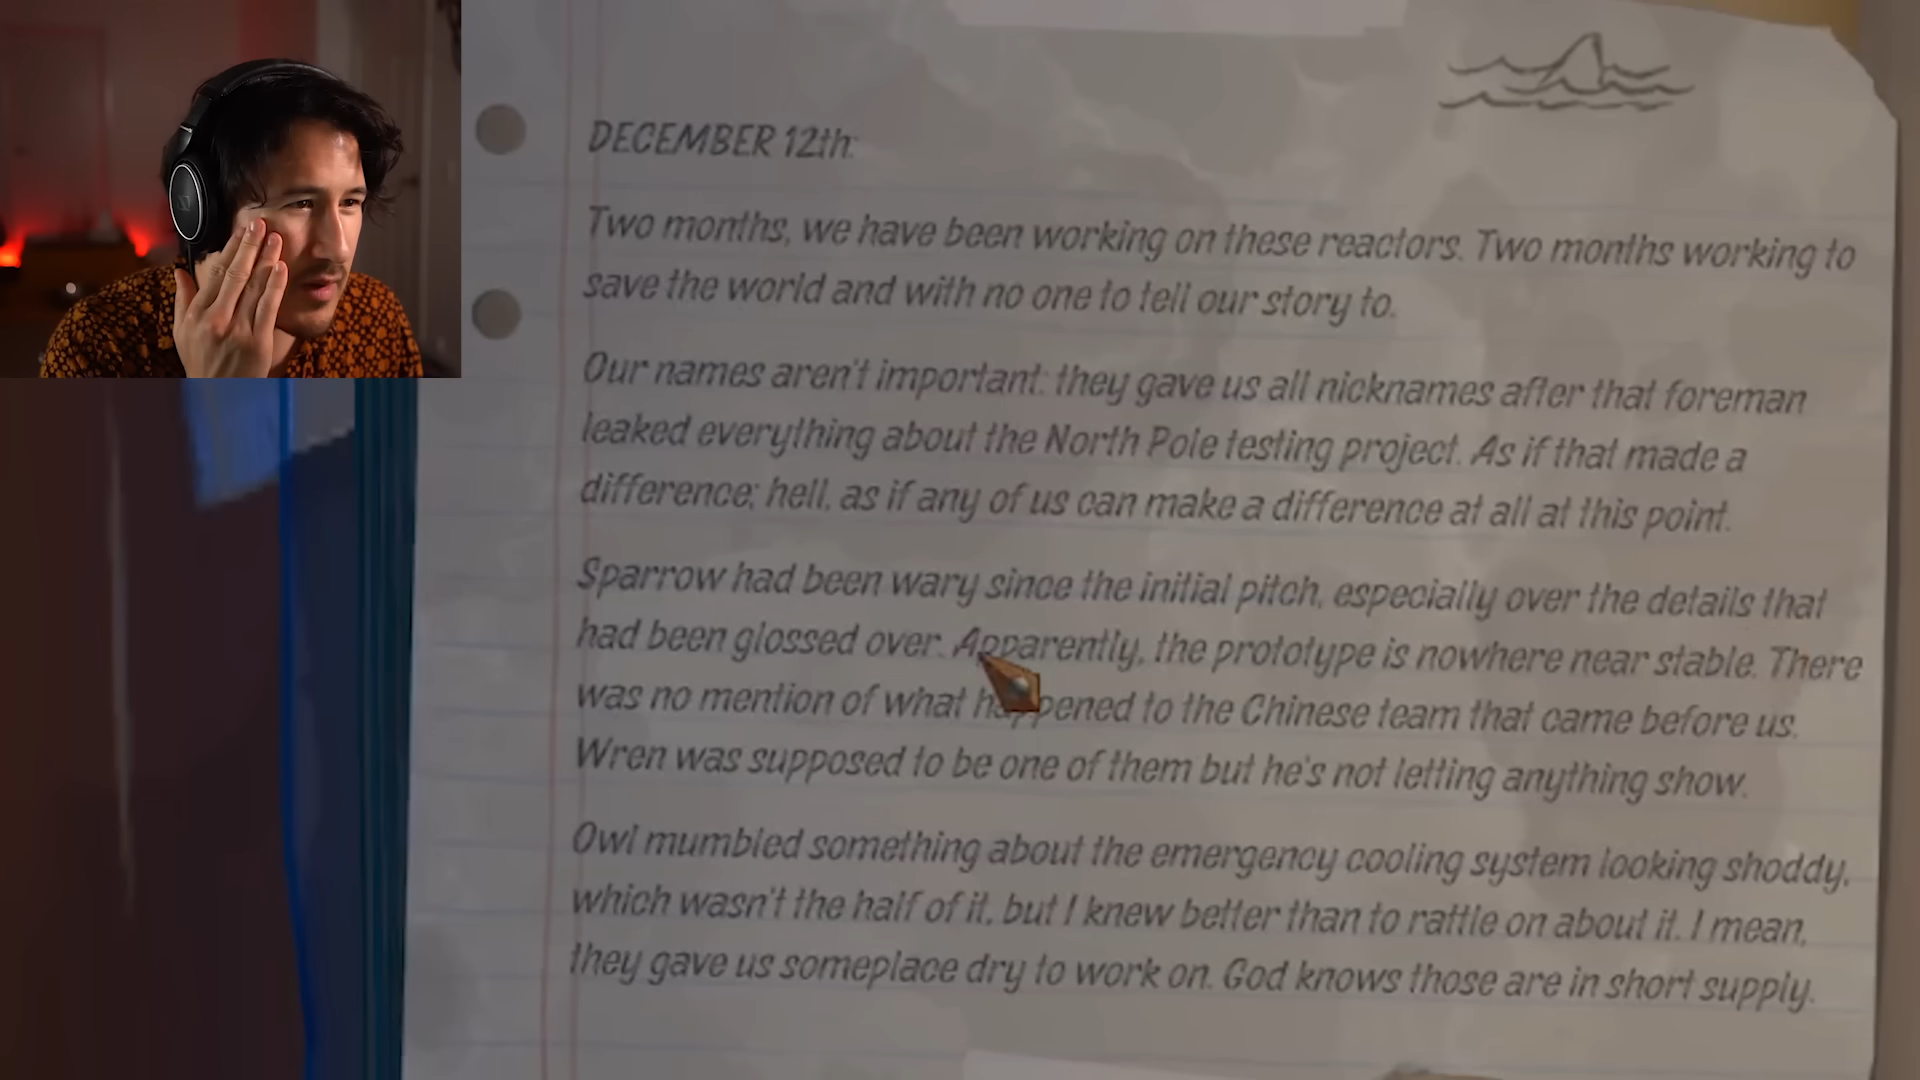 DECEMBER 12th:
Two months, we have been working on these reactors. Two months working to
save the world and with no one to tell our story to.
Our names aren't important: they gave us all nicknames after that foreman
leaked everything about the North Pole testing project. As if that made a
difference; hell, as if any of us can make a difference at all at this point.
Sparrow had been wary since the initial pitch, especially over the details that
had been glossed over. Apparently, the prototype is nowhere near stable. There
was no mention of what happened to the Chinese team that came before us.
Wren was supposed to be one of them but he's not letting anything show.
Owl mumbled something about the emergency cooling system looking shoddy,
which wasn't the half of it, but I knew better than to rattle on about it. I mean,
they gave us someplace dry to work on. God knows those are in short supply.